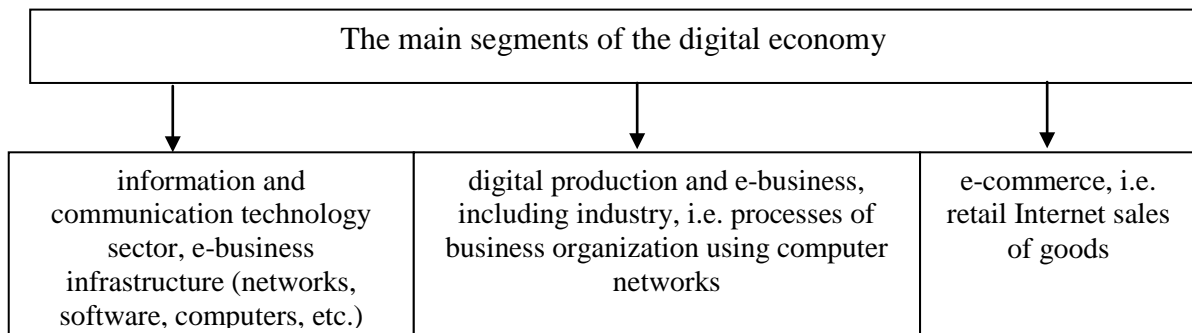 The main segments of the digital economy
information and
communication technology
sector, e-business
infrastructure (networks,
software, computers, etc.)
digital production and e-business,
including industry, i.e. processes of
business organization using computer
networks
e-commerce, i.e.
retail Internet sales
of goods